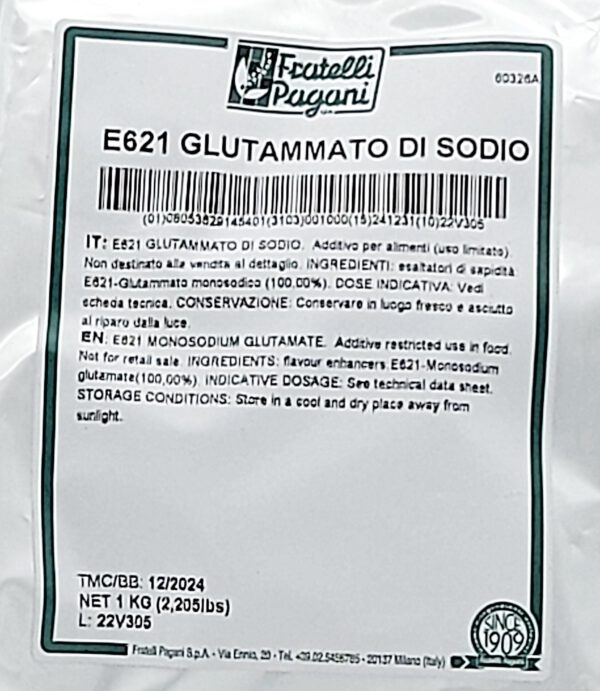 Fratelli
Pagani
60326A
E621 GLUTAMMATO DI SODIO
(01)08053629145401(3103)001000(15)241231(10)22V305
IT: E621 GLUTAMMATO DI SODIO. Additivo per alimenti (uso limitato).
Non destinato alla vendita al dettaglio. INGREDIENTI: esaltatori di sapidità
E621-Glutammato monosodico (100,00%). DOSE INDICATIVA: Vedi
scheda tecnica. CONSERVAZIONE: Conservare in luogo fresco e asciutto
al riparo dalla luce.
EN: E621 MONOSODIUM GLUTAMATE. Additive restricted use in food.
Not for retail sale. INGREDIENTS: flavour enhancers: E621-Monosodium
glutamate(100,00%). INDICATIVE DOSAGE: See technical data sheet.
STORAGE CONDITIONS: Store in a cool and dry place away from
sunlight.
TMC/BB: 12/2024
NET 1 KG (2,205lbs)
L: 22V305
SINCE
1909
Fratelli Pagani S.p.A. - Via Ennio, 20 - Tel. +39.02.5456785 - 20137 Milano (Italy)